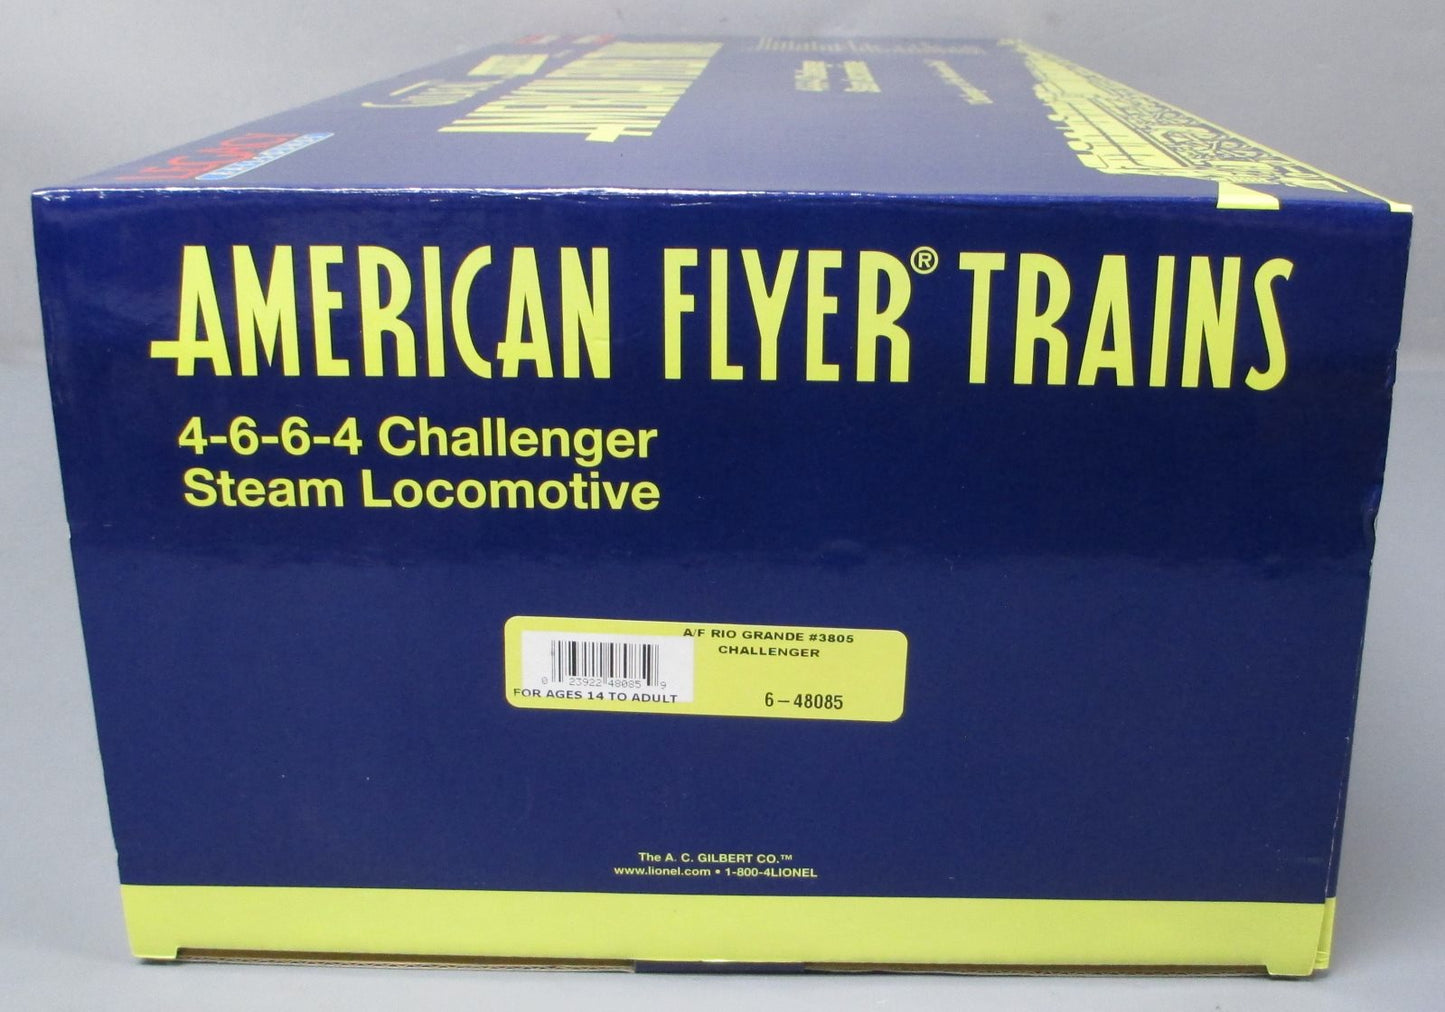 LEGACY
AMERICAN FLYER® TRAINS
4-6-6-4 Challenger
Steam Locomotive
A/F RIO GRANDE #3805
CHALLENGER
0 23922 48085 9
FOR AGES 14 TO ADULT
6-48085
The A. C. GILBERT CO.™
www.lionel.com • 1-800-4LIONEL